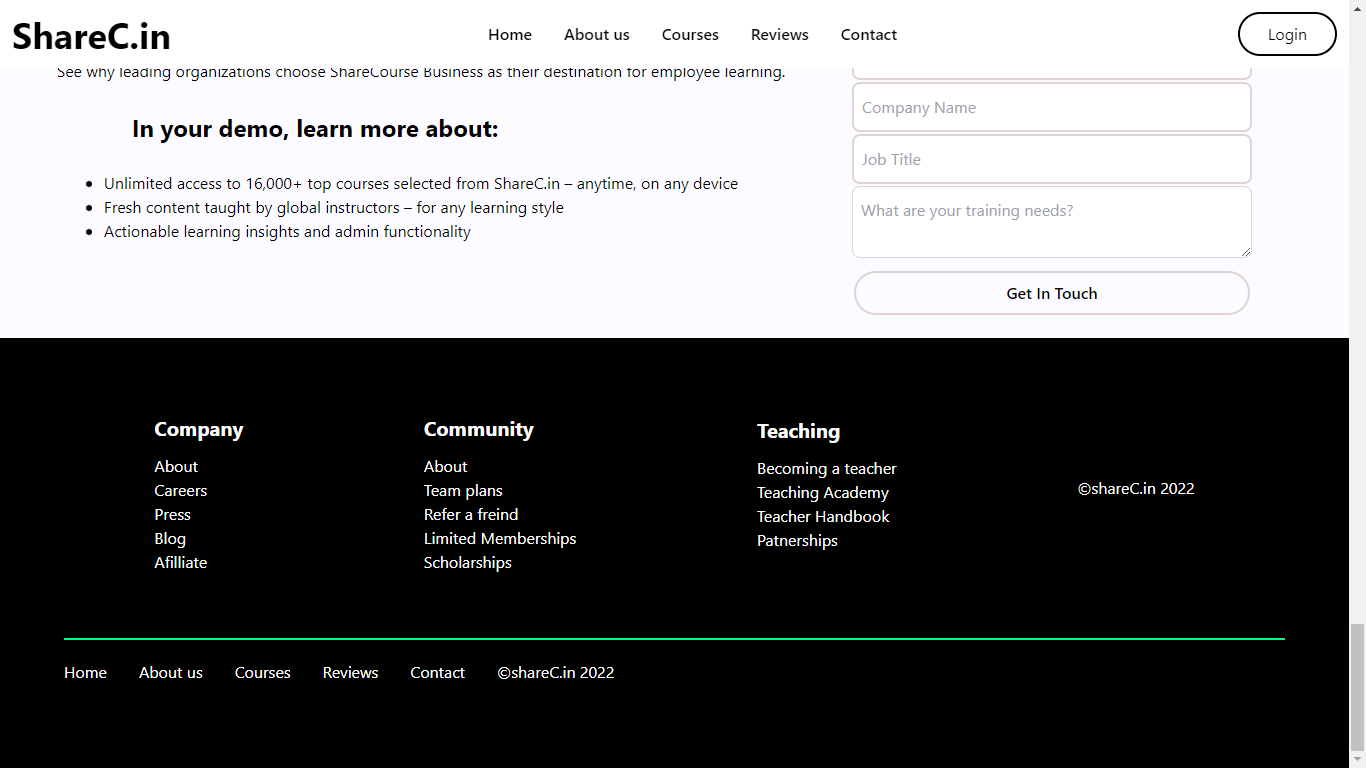 ShareC.in
Home
About us
Courses
Reviews
Contact
Login
See why leading organizations choose ShareCourse Business as their destination for employee learning.
In your demo, learn more about:
Unlimited access to 16,000+ top courses selected from ShareC.in – anytime, on any device
Fresh content taught by global instructors – for any learning style
Actionable learning insights and admin functionality
Company Name
Job Title
What are your training needs?
Get In Touch
Company
About
Careers
Press
Blog
Afilliate
Community
About
Team plans
Refer a freind
Limited Memberships
Scholarships
Teaching
Becoming a teacher
Teaching Academy
Teacher Handbook
Patnerships
©shareC.in 2022
Home
About us
Courses
Reviews
Contact
©shareC.in 2022